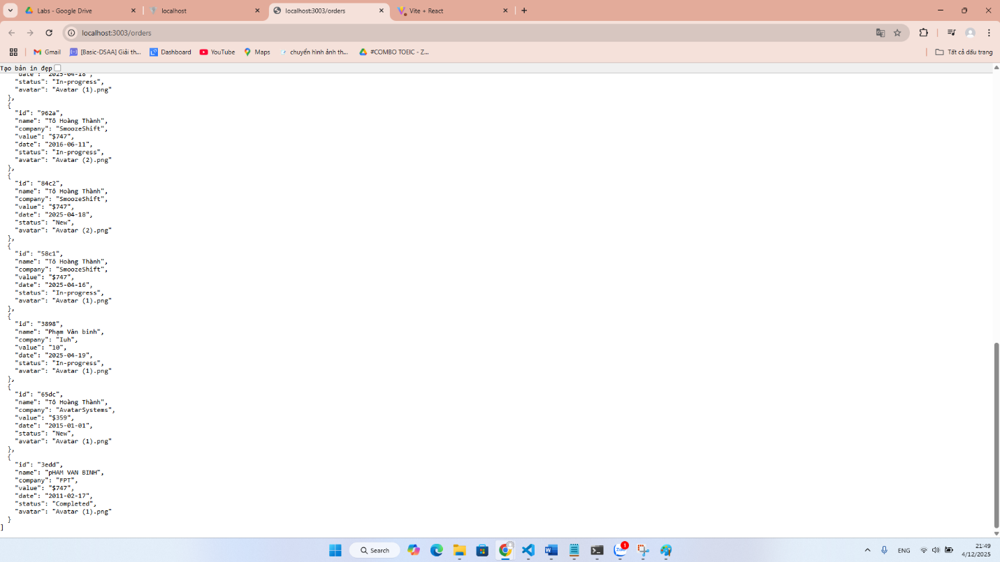 Labs - Google Drive
localhost
localhost:3003/orders
Vite + React
localhost:3003/orders
Gmail
[Basic-DSAA] Giải th...
Dashboard
YouTube
Maps
chuyển hình ảnh th...
#COMBO TOEIC - Z...
Tất cả dấu trang
Tạo bản in đẹp
"date": "2025-04-18",
"status": "In-progress",
"avatar": "Avatar (1).png"
},
{
"id": "962a",
"name": "Tô Hoàng Thành",
"company": "SmoozeShift",
"value": "$747",
"date": "2016-06-11",
"status": "In-progress",
"avatar": "Avatar (2).png"
},
{
"id": "84c2",
"name": "Tô Hoàng Thành",
"company": "SmoozeShift",
"value": "$747",
"date": "2025-04-18",
"status": "New",
"avatar": "Avatar (2).png"
},
{
"id": "58c1",
"name": "Tô Hoàng Thành",
"company": "SmoozeShift",
"value": "$747",
"date": "2025-04-16",
"status": "In-progress",
"avatar": "Avatar (1).png"
},
{
"id": "3898",
"name": "Phạm Văn bình",
"company": "Iuh",
"value": "10",
"date": "2025-04-19",
"status": "In-progress",
"avatar": "Avatar (1).png"
},
{
"id": "65dc",
"name": "Tô Hoàng Thành",
"company": "AvatarSystems",
"value": "$359",
"date": "2015-01-01",
"status": "New",
"avatar": "Avatar (1).png"
},
{
"id": "3edd",
"name": "pHAM VAN BINH",
"company": "FPT",
"value": "$747",
"date": "2011-02-17",
"status": "Completed",
"avatar": "Avatar (1).png"
}
]
Search
Zalo
1
ENG
21:49
4/12/2025